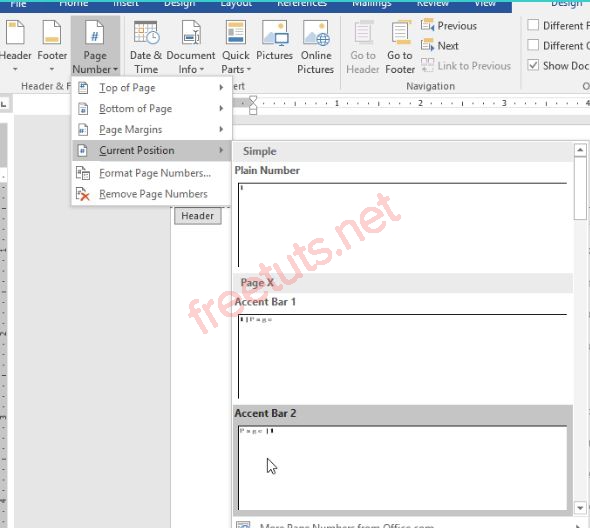 File Home Insert Design Layout References Mailings Review View Design
Header Footer Page Number Date & Time Document Info Quick Parts Pictures Online Pictures Go to Header Go to Footer
Previous
Next
Link to Previous
Different
Different
Show Doc
Header & F
ert
Navigation
Top of Page
Bottom of Page
Page Margins
Current Position
Format Page Numbers...
Remove Page Numbers
Header
1 2 3 4
Simple
Plain Number
1
Page X
Accent Bar 1
1 | Page
Accent Bar 2
Page | 1
More Page Numbers from Office.com
freetuts.net